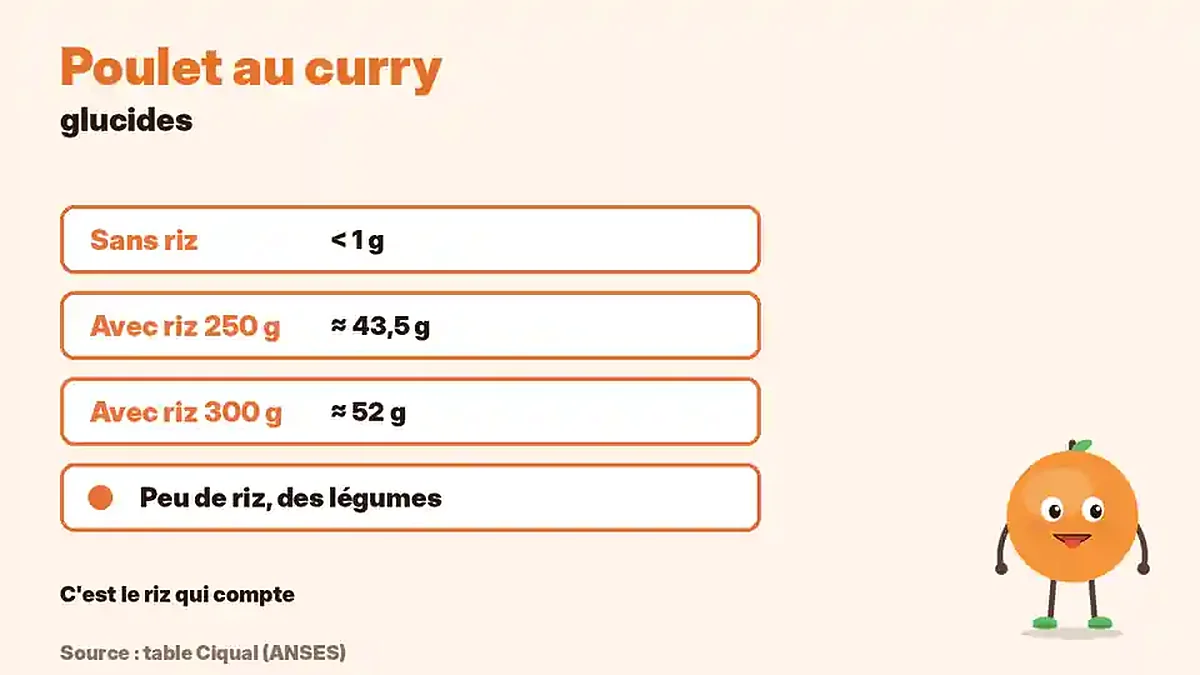 Poulet au curry
glucides
Sans riz < 1 g
Avec riz 250 g ≈ 43,5 g
Avec riz 300 g ≈ 52 g
Peu de riz, des légumes
C'est le riz qui compte
Source : table Ciqual (ANSES)